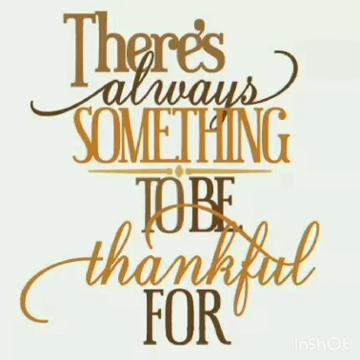 There's
always
SOMETHING
TO BE
thankful
FOR
InShOt